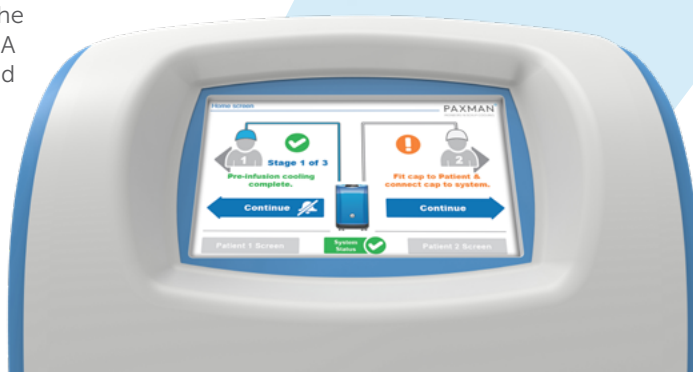 he
A
d
Home screen
PAXMAN
1
Stage 1 of 3
Pre-infusion cooling
complete.
Continue
2
Fit cap to Patient &
connect cap to system.
Continue
Patient 1 Screen
System
Status
Patient 2 Screen